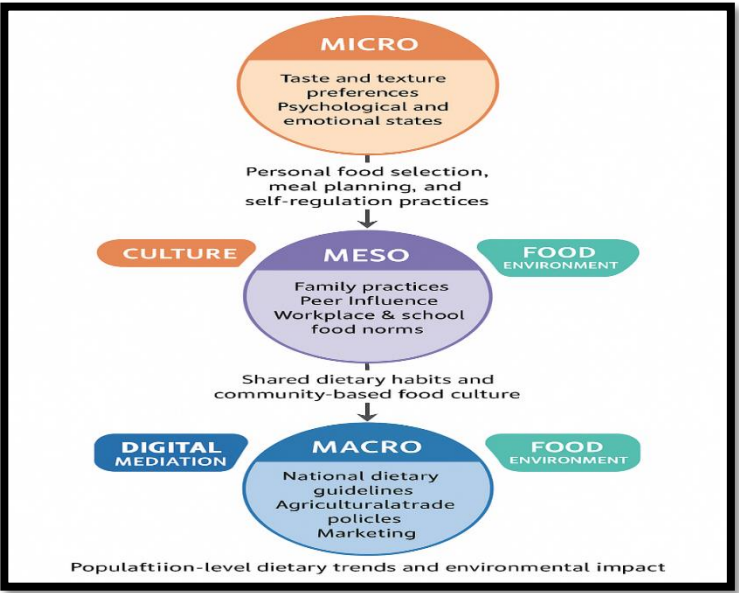 MICRO
Taste and texture
preferences
Psychological and
emotional states
Personal food selection,
meal planning, and
self-regulation practices
CULTURE
MESO
FOOD
ENVIRONMENT
Family practices
Peer Influence
Workplace & school
food norms
Shared dietary habits and
community-based food culture
DIGITAL
MEDIATION
MACRO
FOOD
ENVIRONMENT
National dietary
guidelines
Agriculturalatrade
policles
Marketing
Populaftiion-level dietary trends and environmental impact